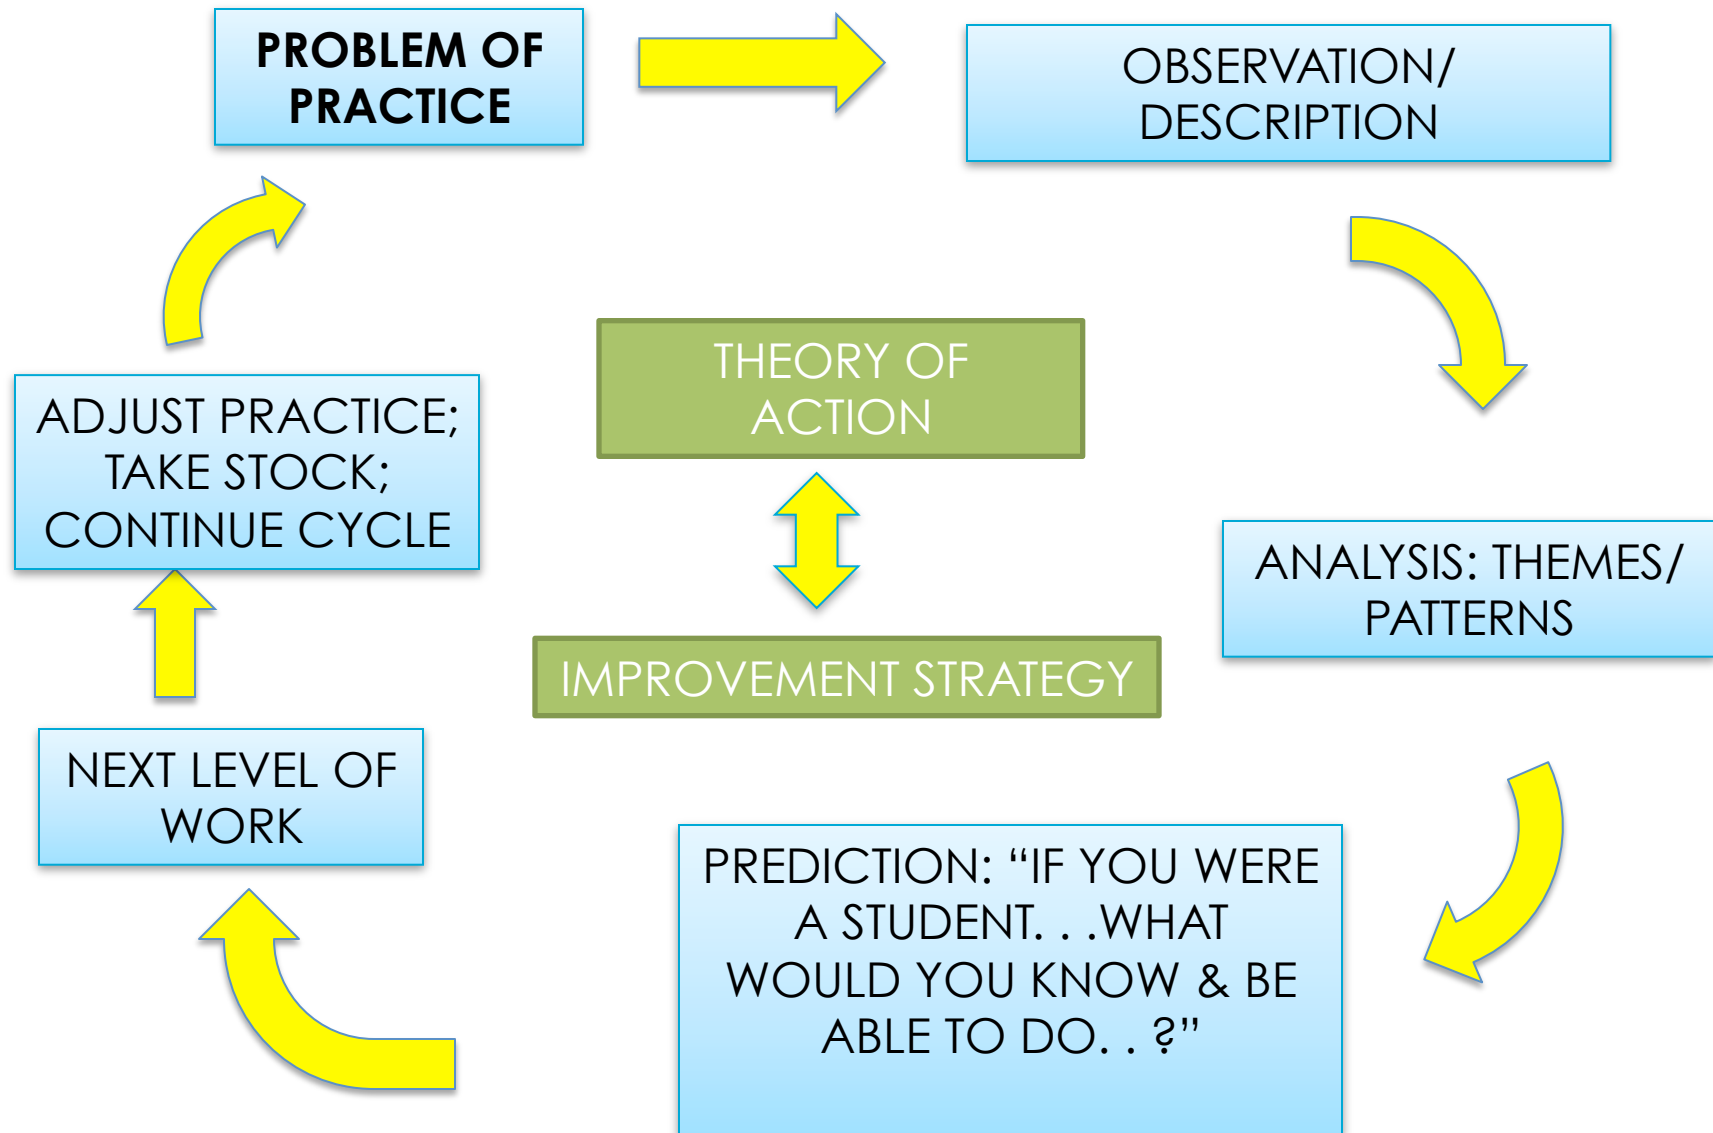 PROBLEM OF
PRACTICE
OBSERVATION/
DESCRIPTION
THEORY OF
ACTION
ADJUST PRACTICE;
TAKE STOCK;
CONTINUE CYCLE
ANALYSIS: THEMES/
PATTERNS
IMPROVEMENT STRATEGY
NEXT LEVEL OF
WORK
PREDICTION: “IF YOU WERE
A STUDENT. . .WHAT
WOULD YOU KNOW & BE
ABLE TO DO. . ?”